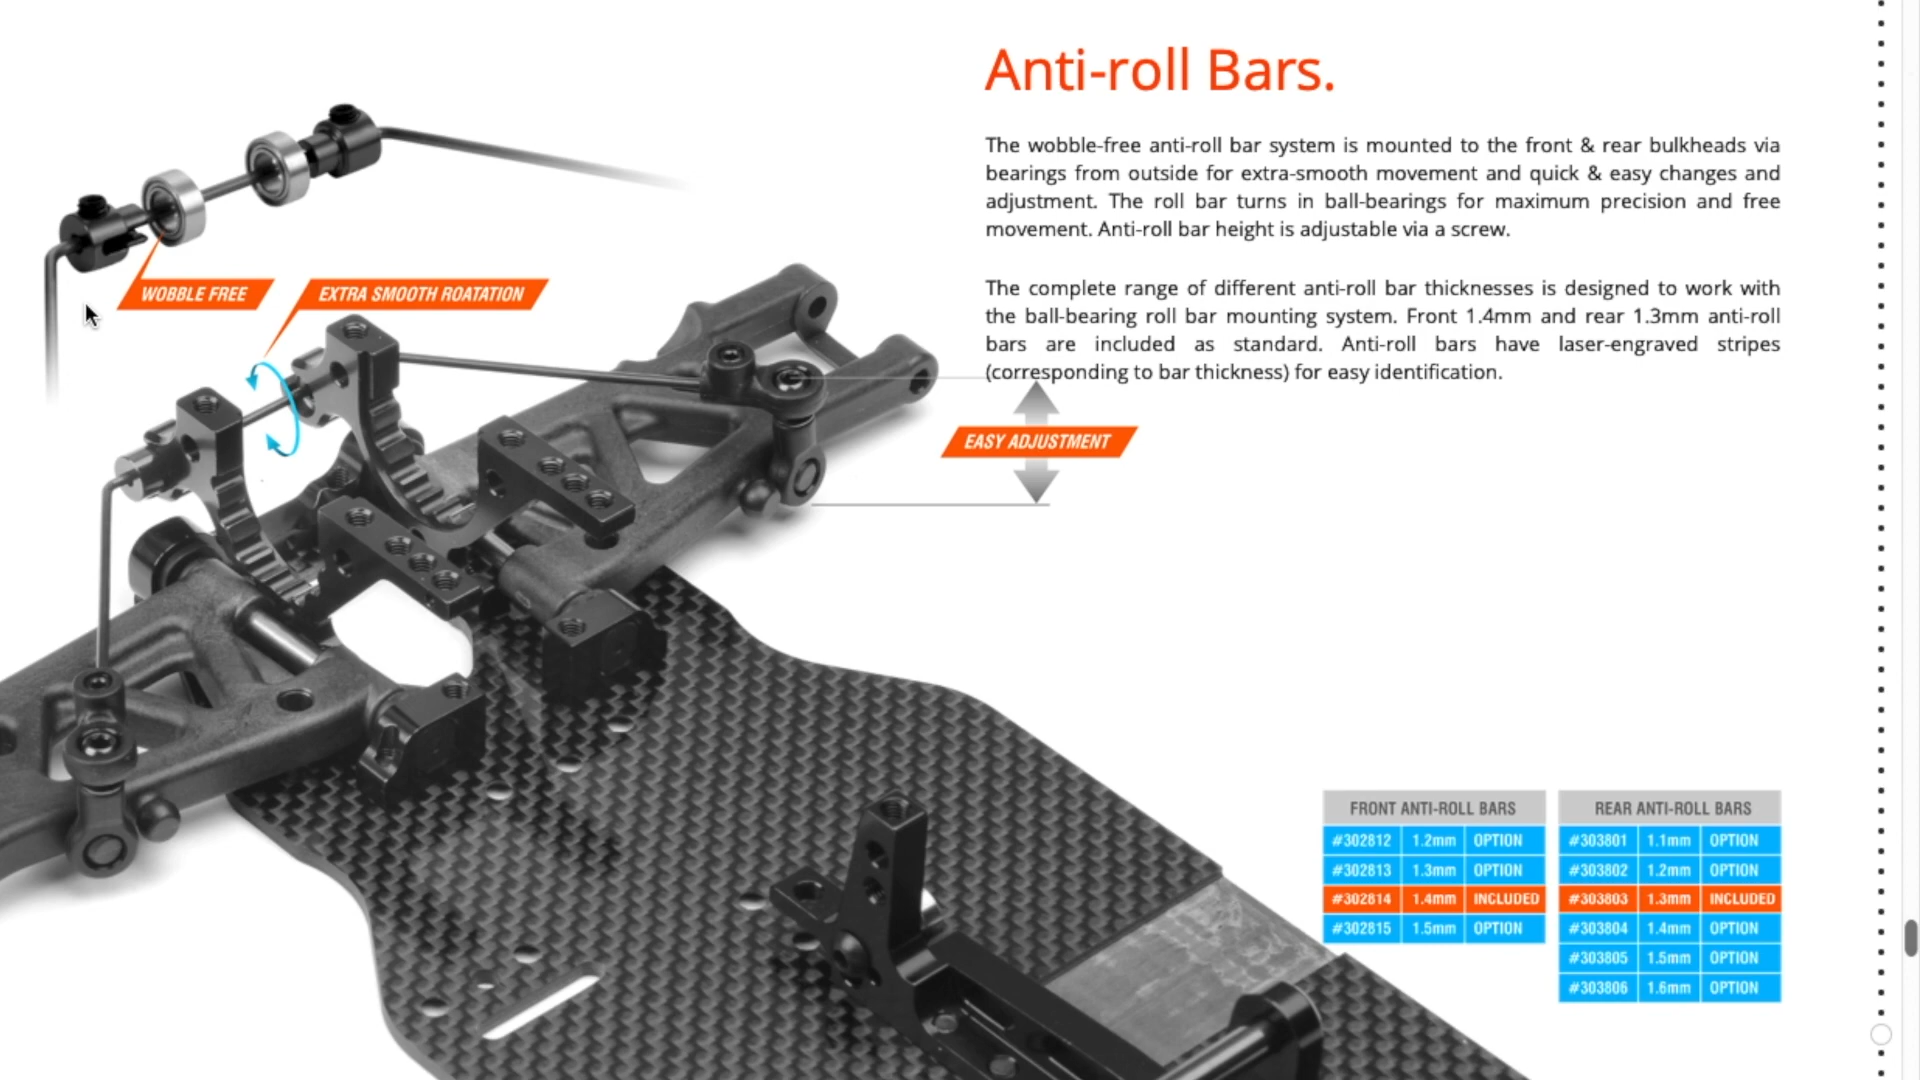 Anti-roll Bars.
The wobble-free anti-roll bar system is mounted to the front & rear bulkheads via
bearings from outside for extra-smooth movement and quick & easy changes and
adjustment. The roll bar turns in ball-bearings for maximum precision and free
movement. Anti-roll bar height is adjustable via a screw.
The complete range of different anti-roll bar thicknesses is designed to work with
the ball-bearing roll bar mounting system. Front 1.4mm and rear 1.3mm anti-roll
bars are included as standard. Anti-roll bars have laser-engraved stripes
(corresponding to bar thickness) for easy identification.
WOBBLE FREE
EXTRA SMOOTH ROATATION
EASY ADJUSTMENT
FRONT ANTI-ROLL BARS
#302812 1.2mm OPTION
#302813 1.3mm OPTION
#302814 1.4mm INCLUDED
#302815 1.5mm OPTION
REAR ANTI-ROLL BARS
#303801 1.1mm OPTION
#303802 1.2mm OPTION
#303803 1.3mm INCLUDED
#303804 1.4mm OPTION
#303805 1.5mm OPTION
#303806 1.6mm OPTION